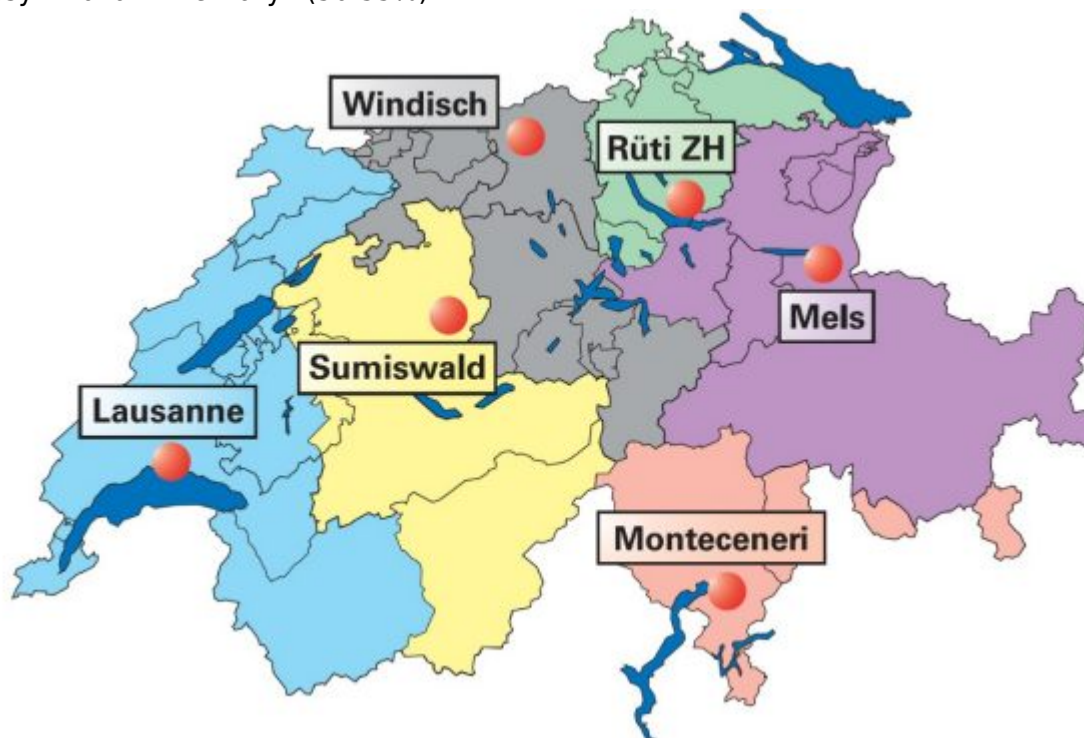 Windisch
Rüti ZH
Mels
Sumiswald
Lausanne
Monteceneri